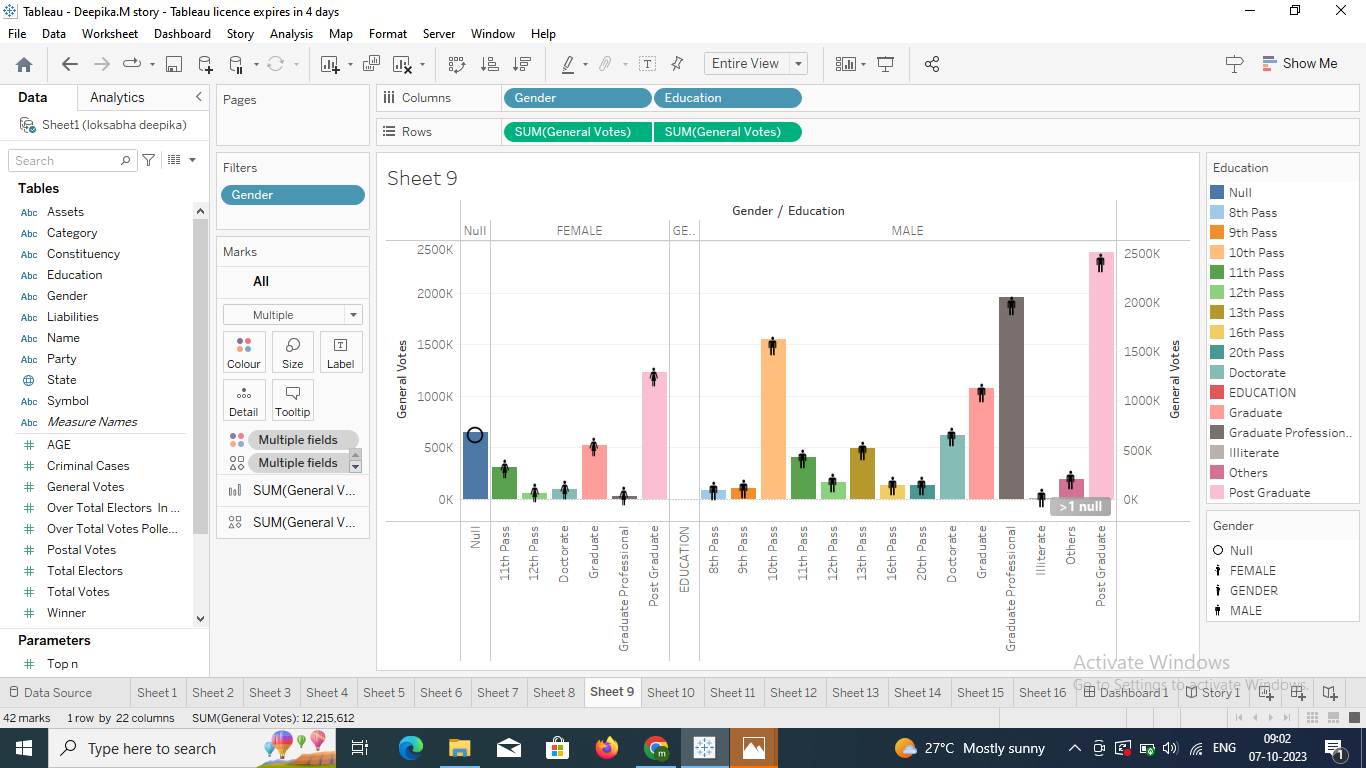 Tableau - Deepika.M story - Tableau licence expires in 4 days
File Data Worksheet Dashboard Story Analysis Map Format Server Window Help
Entire View
Show Me
Data Analytics
Sheet1 (loksabha deepika)
Search
Tables
Abc Assets
Abc Category
Abc Constituency
Abc Education
Abc Gender
Abc Liabilities
Abc Name
Abc Party
State
Abc Symbol
Abc Measure Names
# AGE
# Criminal Cases
# General Votes
# Over Total Electors In ...
# Over Total Votes Polle...
# Postal Votes
# Total Electors
# Total Votes
# Winner
Parameters
# Top n
Pages
Filters
Gender
Marks
All
Multiple
Colour Size Label
Detail Tooltip
Multiple fields
Multiple fields
SUM(General V...
SUM(General V...
Columns Gender Education
Rows SUM(General Votes) SUM(General Votes)
Sheet 9
Gender / Education
Null FEMALE GE.. MALE
General Votes
2500K
2000K
1500K
1000K
500K
0K
2500K
2000K
1500K
1000K
500K
0K
General Votes
>1 null
Null
11th Pass
12th Pass
Doctorate
Graduate
Graduate Professional
Post Graduate
EDUCATION
8th Pass
9th Pass
10th Pass
11th Pass
12th Pass
13th Pass
16th Pass
20th Pass
Doctorate
Graduate
Graduate Professional
Illiterate
Others
Post Graduate
Education
Null
8th Pass
9th Pass
10th Pass
11th Pass
12th Pass
13th Pass
16th Pass
20th Pass
Doctorate
EDUCATION
Graduate
Graduate Profession..
Illiterate
Others
Post Graduate
Gender
Null
FEMALE
GENDER
MALE
Activate Windows
Go to Settings to activate Windows.
Data Source Sheet 1 Sheet 2 Sheet 3 Sheet 4 Sheet 5 Sheet 6 Sheet 7 Sheet 8 Sheet 9 Sheet 10 Sheet 11 Sheet 12 Sheet 13 Sheet 14 Sheet 15 Sheet 16 Dashboard 1 Story 1
42 marks 1 row by 22 columns SUM(General Votes): 12,215,612
Type here to search
27°C Mostly sunny
ENG
09:02
07-10-2023
1